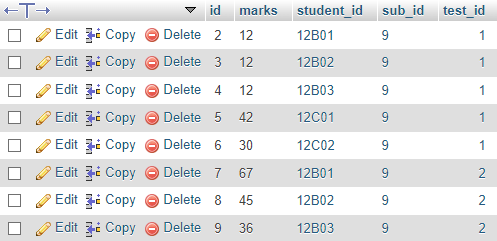 id marks student_id sub_id test_id
Edit Copy Delete 2 12 12B01 9 1
Edit Copy Delete 3 12 12B02 9 1
Edit Copy Delete 4 12 12B03 9 1
Edit Copy Delete 5 42 12C01 9 1
Edit Copy Delete 6 30 12C02 9 1
Edit Copy Delete 7 67 12B01 9 2
Edit Copy Delete 8 45 12B02 9 2
Edit Copy Delete 9 36 12B03 9 2